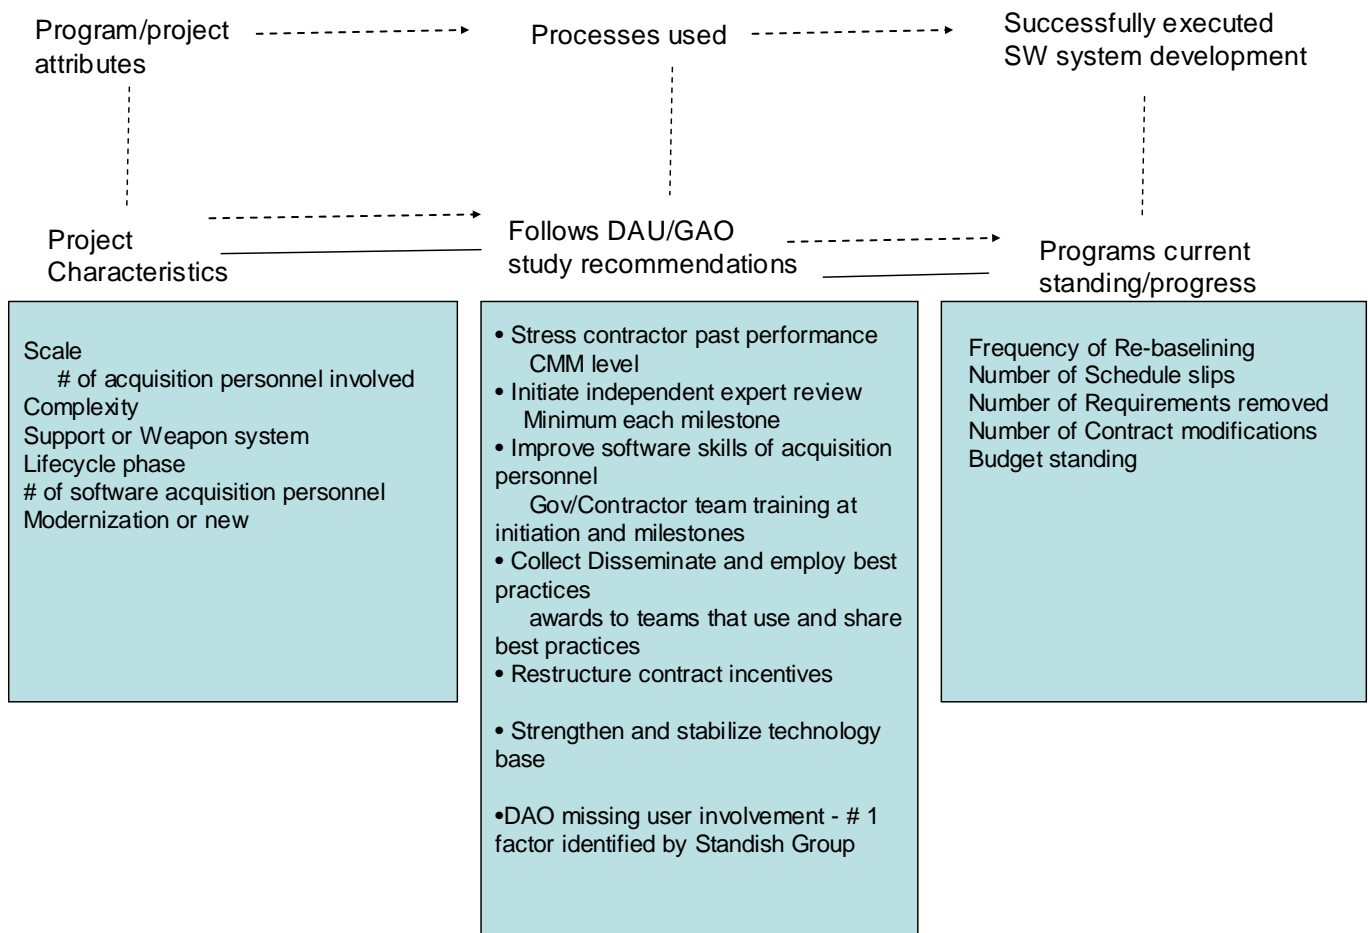 Program/project
attributes
Processes used
Successfully executed
SW system development
Project
Characteristics
Follows DAU/GAO
study recommendations
Programs current
standing/progress
Scale
# of acquisition personnel involved
Complexity
Support or Weapon system
Lifecycle phase
# of software acquisition personnel
Modernization or new
• Stress contractor past performance
CMM level
• Initiate independent expert review
Minimum each milestone
• Improve software skills of acquisition
personnel
Gov/Contractor team training at
initiation and milestones
• Collect Disseminate and employ best
practices
awards to teams that use and share
best practices
• Restructure contract incentives
• Strengthen and stabilize technology
base
•DAO missing user involvement - # 1
factor identified by Standish Group
Frequency of Re-baselining
Number of Schedule slips
Number of Requirements removed
Number of Contract modifications
Budget standing